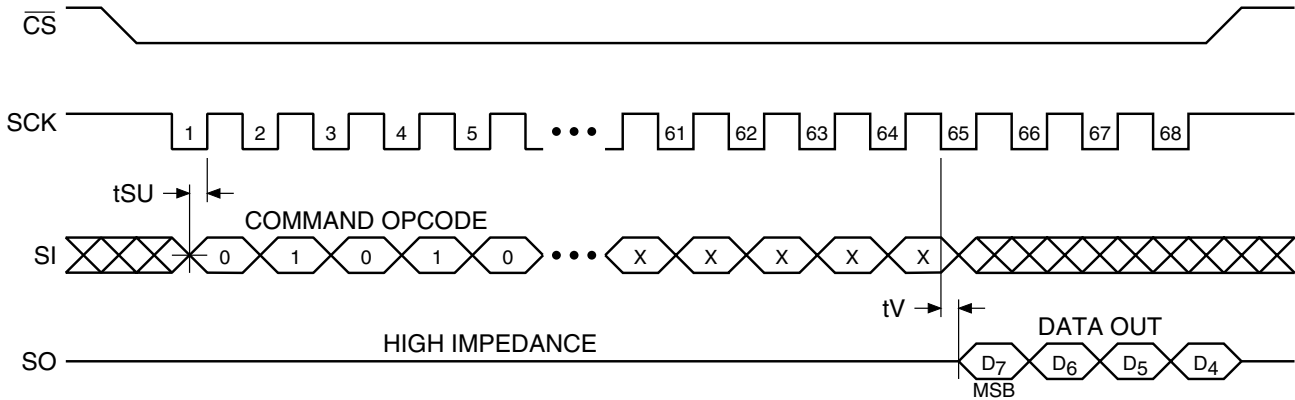 CS
SCK 1 2 3 4 5 ••• 61 62 63 64 65 66 67 68
tSU
COMMAND OPCODE
SI 0 1 0 1 0 ••• X X X X X
tV
HIGH IMPEDANCE
DATA OUT
SO D7 D6 D5 D4
MSB